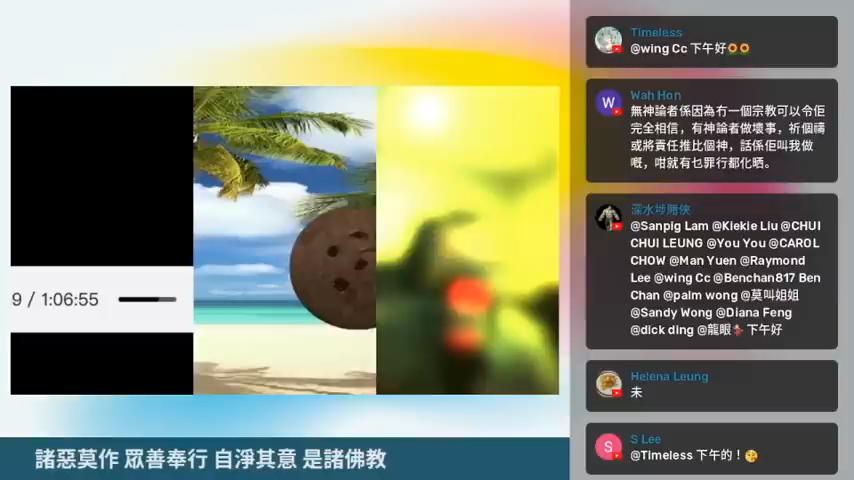 9 / 1:06:55
諸惡莫作 眾善奉行 自淨其意 是諸佛教
Timeless
@wing Cc 下午好🌻🌻
W
Wah Hon
無神論者係因為冇一個宗教可以令佢
完全相信，有神論者做壞事，祈個禱
或將責任推比個神，話係佢叫我做
嘅，咁就有乜罪行都化晒。
深水埗賭俠
@Sanpig Lam @Kiekie Liu @CHUI
CHUI LEUNG @You You @CAROL
CHOW @Man Yuen @Raymond
Lee @wing Cc @Benchan817 Ben
Chan @palm wong @莫叫姐姐
@Sandy Wong @Diana Feng
@dick ding @龍眼💃 下午好
Helena Leung
未
S
S Lee
@Timeless 下午的！😘